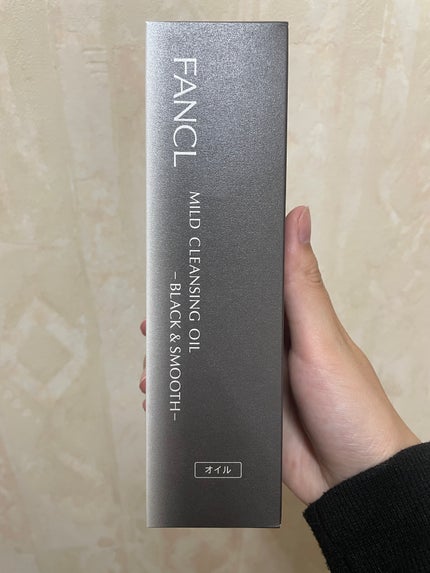 FANCL
MILD CLEANSING OIL
-BLACK & SMOOTH-
オイル